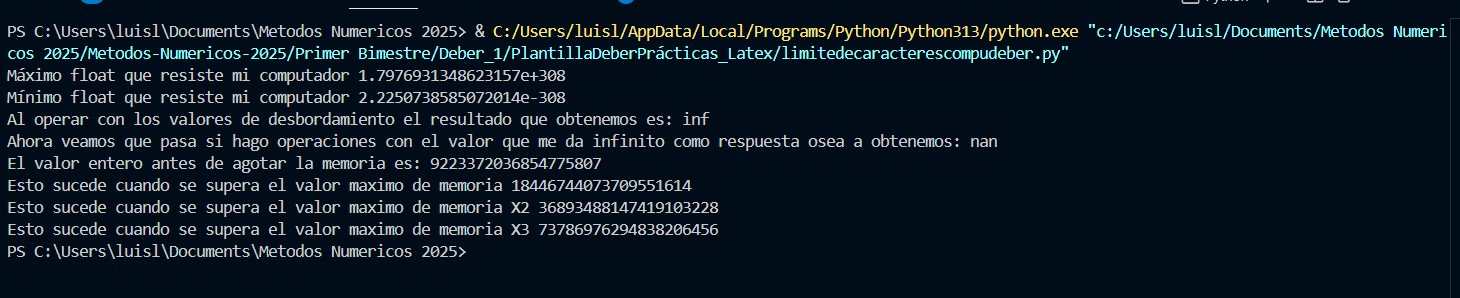 PS C:\Users\luisl\Documents\Metodos Numericos 2025> & C:/Users/luisl/AppData/Local/Programs/Python/Python313/python.exe "c:/Users/luisl/Documents/Metodos Numeri
cos 2025/Metodos-Numericos-2025/Primer Bimestre/Deber_1/PlantillaDeberPrácticas_Latex/limitedecaracterescompudeber.py"
Máximo float que resiste mi computador 1.7976931348623157e+308
Mínimo float que resiste mi computador 2.2250738585072014e-308
Al operar con los valores de desbordamiento el resultado que obtenemos es: inf
Ahora veamos que pasa si hago operaciones con el valor que me da infinito como respuesta osea a obtenemos: nan
El valor entero antes de agotar la memoria es: 9223372036854775807
Esto sucede cuando se supera el valor maximo de memoria 18446744073709551614
Esto sucede cuando se supera el valor maximo de memoria X2 36893488147419103228
Esto sucede cuando se supera el valor maximo de memoria X3 73786976294838206456
PS C:\Users\luisl\Documents\Metodos Numericos 2025>